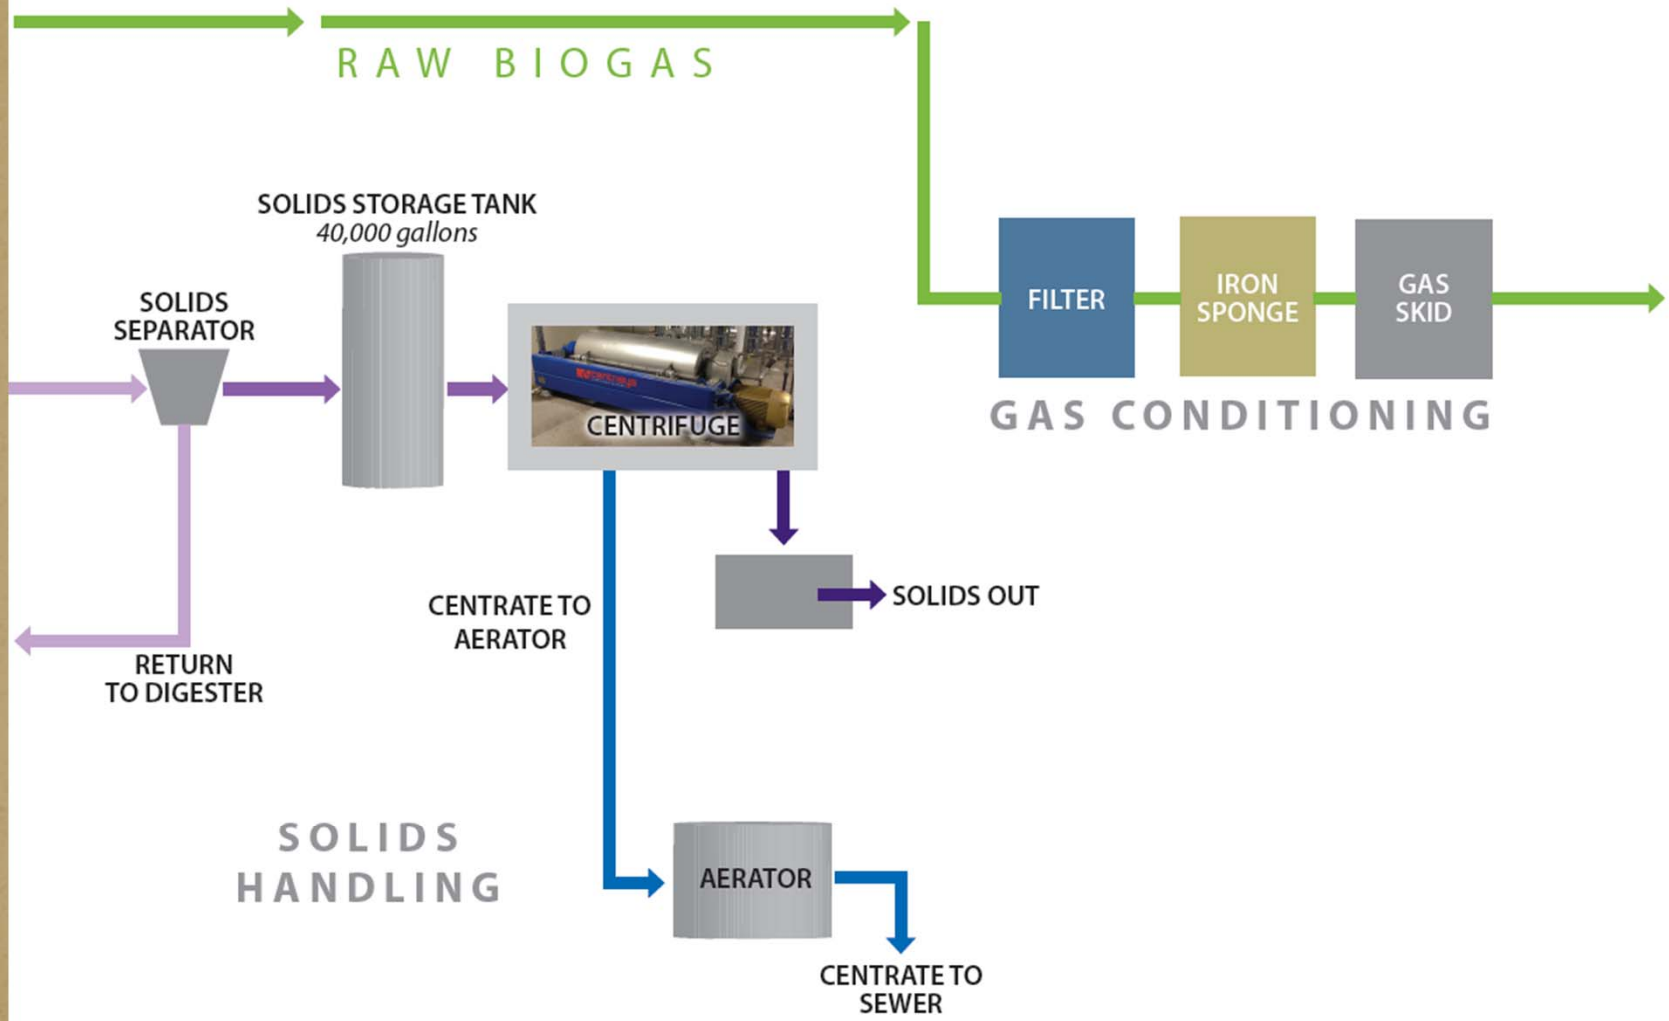 RAW BIOGAS
SOLIDS STORAGE TANK
40,000 gallons
SOLIDS
SEPARATOR
FILTER
IRON
SPONGE
GAS
SKID
GAS CONDITIONING
CENTRIFUGE
CENTRATE TO
AERATOR
SOLIDS OUT
RETURN
TO DIGESTER
SOLIDS
HANDLING
AERATOR
CENTRATE TO
SEWER